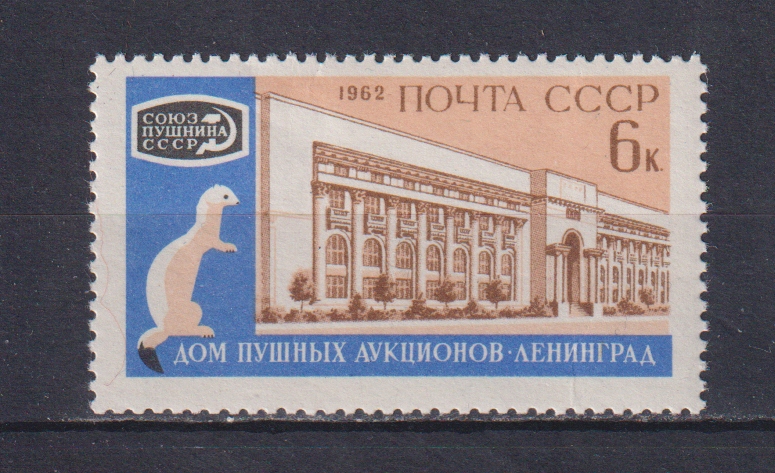 1962 ПОЧТА СССР
6к.
СОЮЗ
ПУШНИНА
СССР
ДОМ ПУШНЫХ АУКЦИОНОВ·ЛЕНИНГРАД